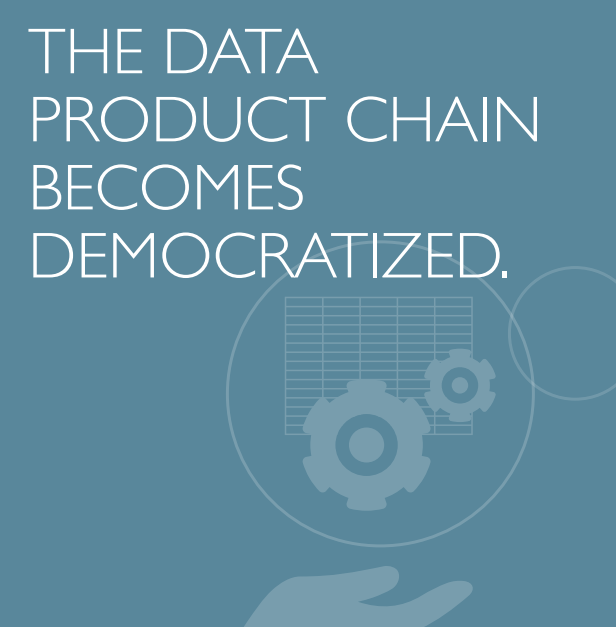 THE DATA
PRODUCT CHAIN
BECOMES
DEMOCRATIZED.